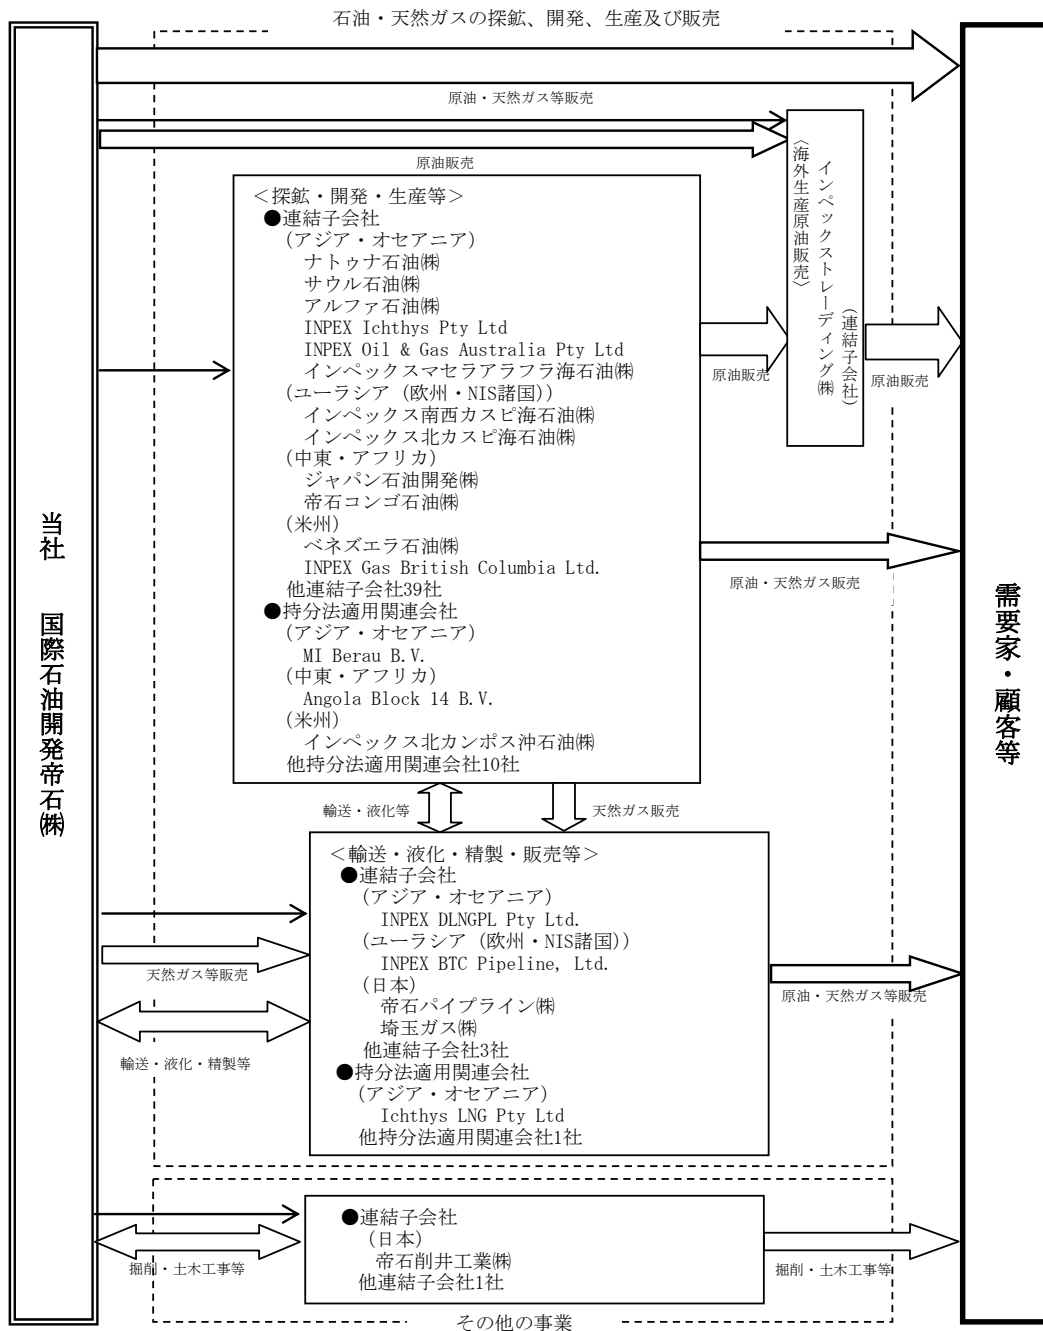 石油・天然ガスの探鉱、開発、生産及び販売
原油・天然ガス等販売
原油販売
当社　国際石油開発帝石㈱
＜探鉱・開発・生産等＞
●連結子会社
（アジア・オセアニア）
ナトゥナ石油㈱
サウル石油㈱
アルファ石油㈱
INPEX Ichthys Pty Ltd
INPEX Oil & Gas Australia Pty Ltd
インペックスマセラアラフラ海石油㈱
（ユーラシア（欧州・NIS諸国））
インペックス南西カスピ海石油㈱
インペックス北カスピ海石油㈱
（中東・アフリカ）
ジャパン石油開発㈱
帝石コンゴ石油㈱
（米州）
ベネズエラ石油㈱
INPEX Gas British Columbia Ltd.
他連結子会社39社
●持分法適用関連会社
（アジア・オセアニア）
MI Berau B.V.
（中東・アフリカ）
Angola Block 14 B.V.
（米州）
インペックス北カンポス沖石油㈱
他持分法適用関連会社10社
原油販売
（連結子会社）
インペックストレーディング㈱
〈海外生産原油販売〉
原油販売
原油・天然ガス販売
需要家・顧客等
輸送・液化等
天然ガス販売
＜輸送・液化・精製・販売等＞
●連結子会社
（アジア・オセアニア）
INPEX DLNGPL Pty Ltd.
（ユーラシア（欧州・NIS諸国））
INPEX BTC Pipeline, Ltd.
（日本）
帝石パイプライン㈱
埼玉ガス㈱
他連結子会社3社
●持分法適用関連会社
（アジア・オセアニア）
Ichthys LNG Pty Ltd
他持分法適用関連会社1社
天然ガス等販売
輸送・液化・精製等
原油・天然ガス等販売
●連結子会社
（日本）
帝石削井工業㈱
他連結子会社1社
掘削・土木工事等
掘削・土木工事等
その他の事業